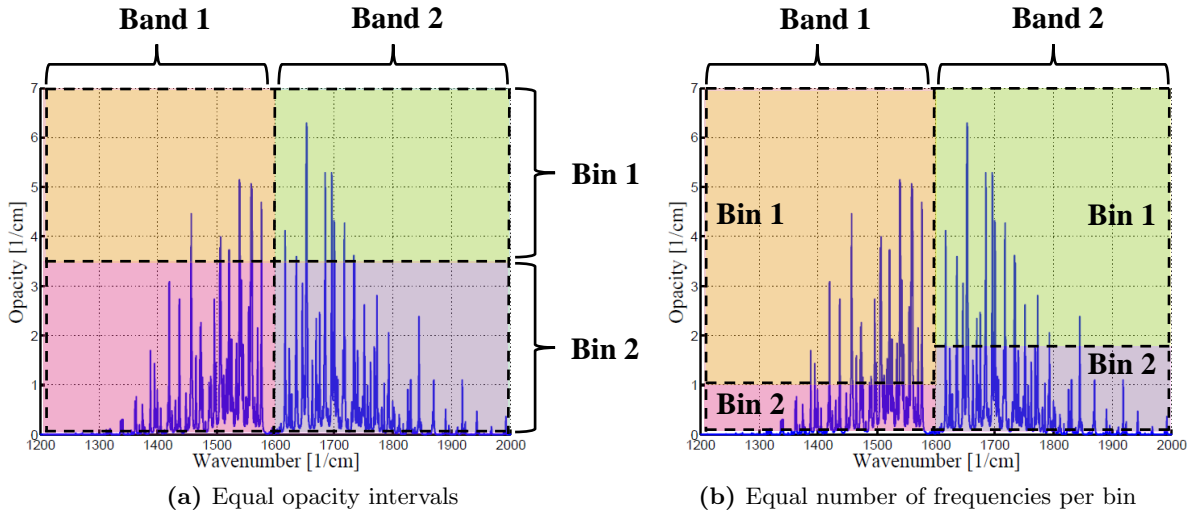 Band 1
Band 2
7
6
5
4
3
2
1
0
Opacity [1/cm]
Bin 1
Bin 2
1200
1300
1400
1500
1600
1700
1800
1900
2000
Wavenumber [1/cm]
(a) Equal opacity intervals
Band 1
Band 2
7
6
5
4
3
2
1
0
Opacity [1/cm]
Bin 1
Bin 2
Bin 1
Bin 2
1200
1300
1400
1500
1600
1700
1800
1900
2000
Wavenumber [1/cm]
(b) Equal number of frequencies per bin